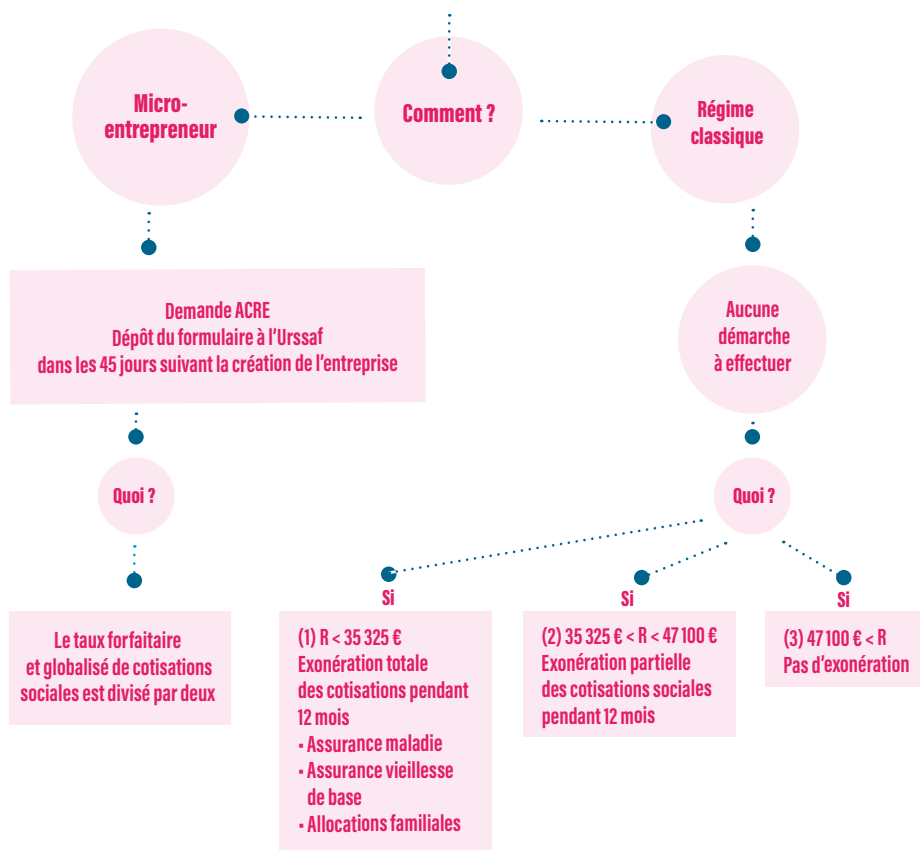 Micro-
entrepreneur
Comment ?
Régime
classique
Demande ACRE
Dépôt du formulaire à l'Urssaf
dans les 45 jours suivant la création de l'entreprise
Aucune
démarche
à effectuer
Quoi ?
Quoi ?
Le taux forfaitaire
et globalisé de cotisations
sociales est divisé par deux
Si
(1) R < 35 325 €
Exonération totale
des cotisations pendant
12 mois
- Assurance maladie
- Assurance vieillesse
de base
- Allocations familiales
Si
(2) 35 325 € < R < 47 100 €
Exonération partielle
des cotisations sociales
pendant 12 mois
Si
(3) 47 100 € < R
Pas d'exonération